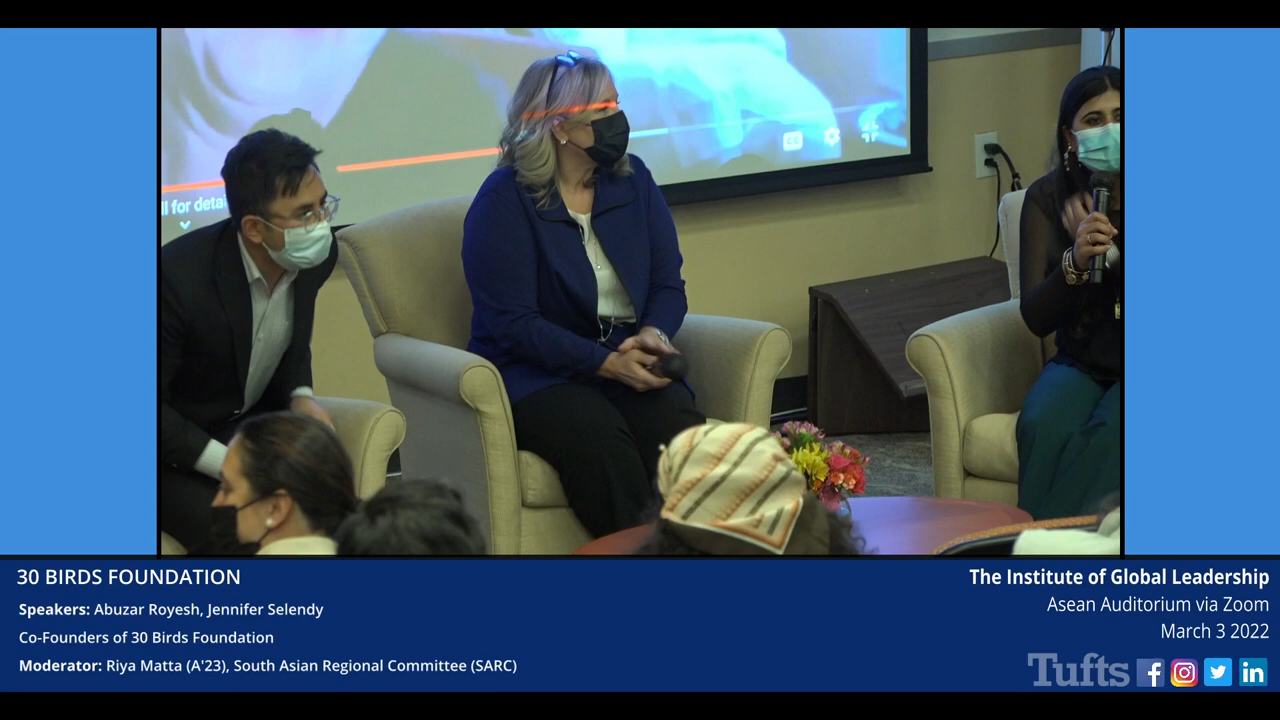 ll for deta
CC
30 BIRDS FOUNDATION
Speakers: Abuzar Royesh, Jennifer Selendy
Co-Founders of 30 Birds Foundation
Moderator: Riya Matta (A'23), South Asian Regional Committee (SARC)
The Institute of Global Leadership
Asean Auditorium via Zoom
March 3 2022
Tufts